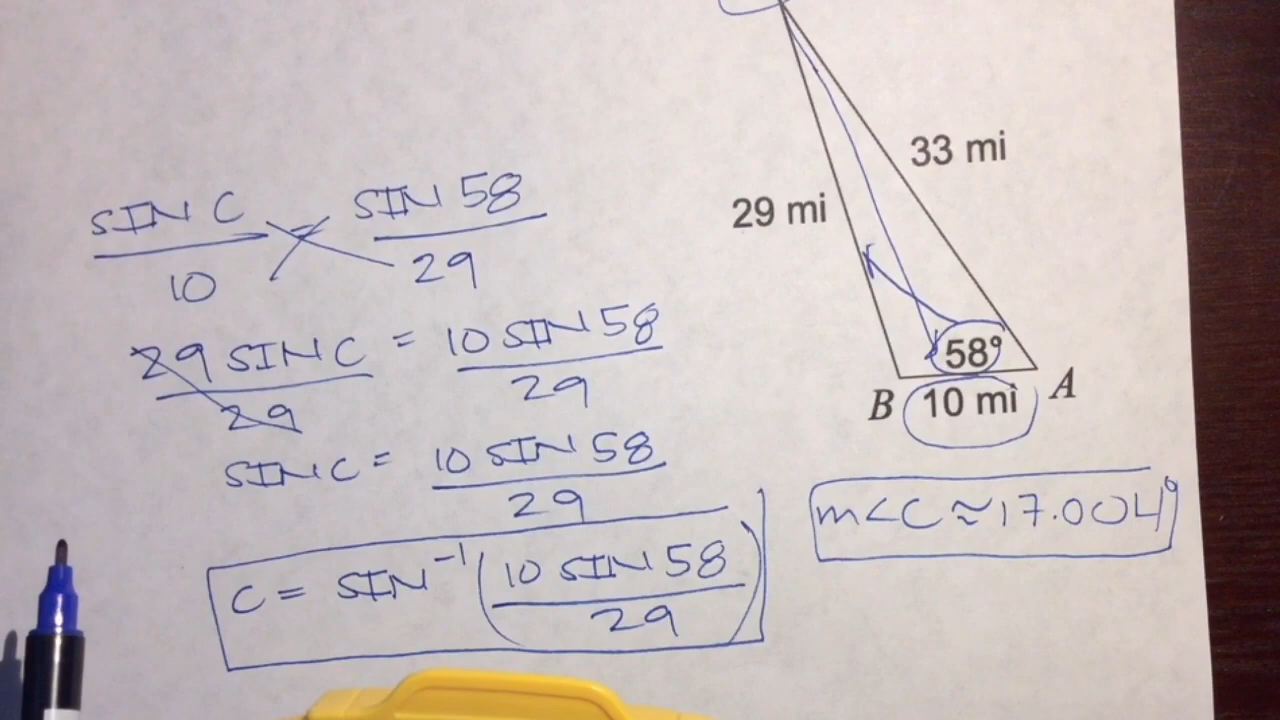 SIN C = SIN 58
10 29
29 SIN C = 10 SIN 58
29 29
SIN C = 10 SIN 58
29
C = SIN⁻¹ (10 SIN 58
29)
33 mi
29 mi
58°
B 10 mi A
m<C ≈ 17.004°